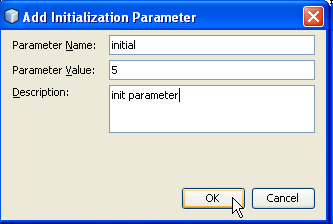 Add Initialization Parameter
Parameter Name: initial
Parameter Value: 5
Description: init parameter
OK Cancel